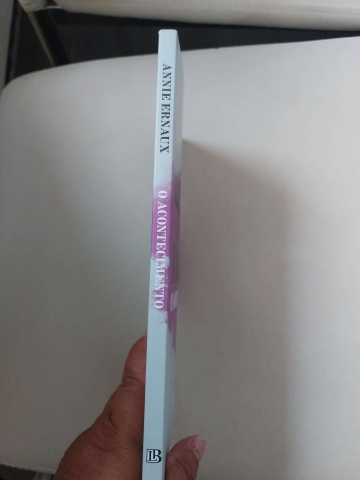 ANNIE ERNAUX
O ACONTECIMENTO